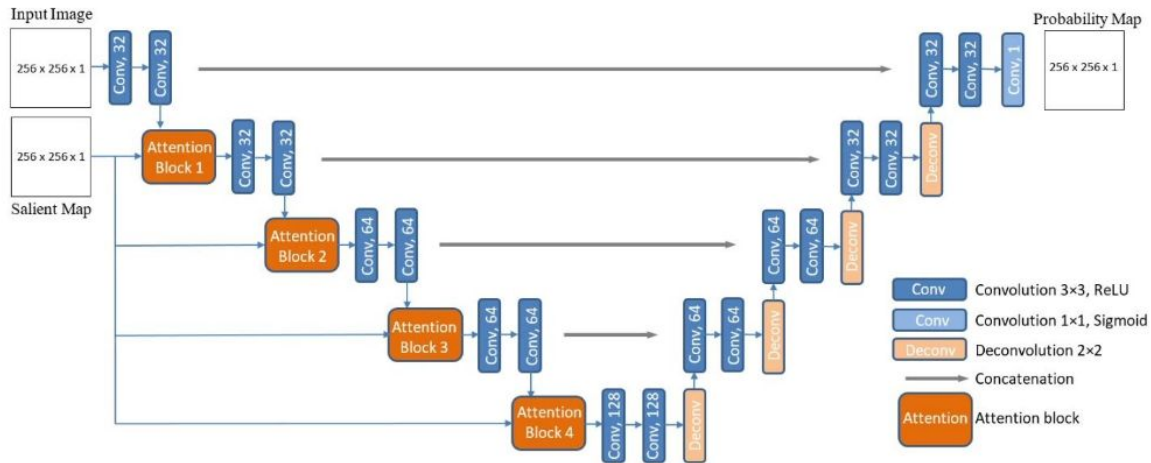 Input Image
256 x 256 x 1
Conv, 32
Conv, 32
Conv, 32
Conv, 32
Conv, 1
Probability Map
256 x 256 x 1
256 x 256 x 1
Salient Map
Attention
Block 1
Conv, 32
Conv, 32
Conv, 32
Conv, 32
Deconv
Attention
Block 2
Conv, 64
Conv, 64
Conv, 64
Conv, 64
Deconv
Attention
Block 3
Conv, 64
Conv, 64
Conv, 64
Conv, 64
Deconv
Attention
Block 4
Conv, 128
Conv, 128
Deconv
Conv
Convolution 3×3, ReLU
Conv
Convolution 1×1, Sigmoid
Deconv
Deconvolution 2×2
Concatenation
Attention
Attention block